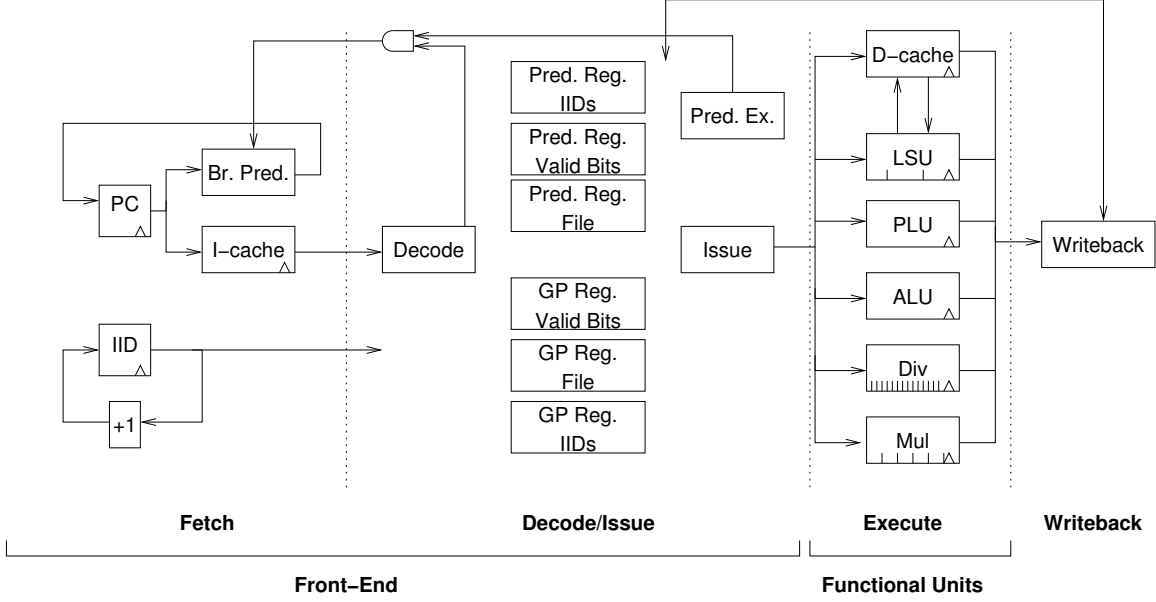 D−cache
Pred. Reg.
IIDs
Pred. Ex.
Pred. Reg.
Valid Bits
LSU
Br. Pred.
Pred. Reg.
File
PC
PLU
I−cache
Decode
Issue
Writeback
GP Reg.
Valid Bits
ALU
IID
GP Reg.
File
Div
+1
GP Reg.
IIDs
Mul
Fetch
Decode/Issue
Execute
Writeback
Front−End
Functional Units